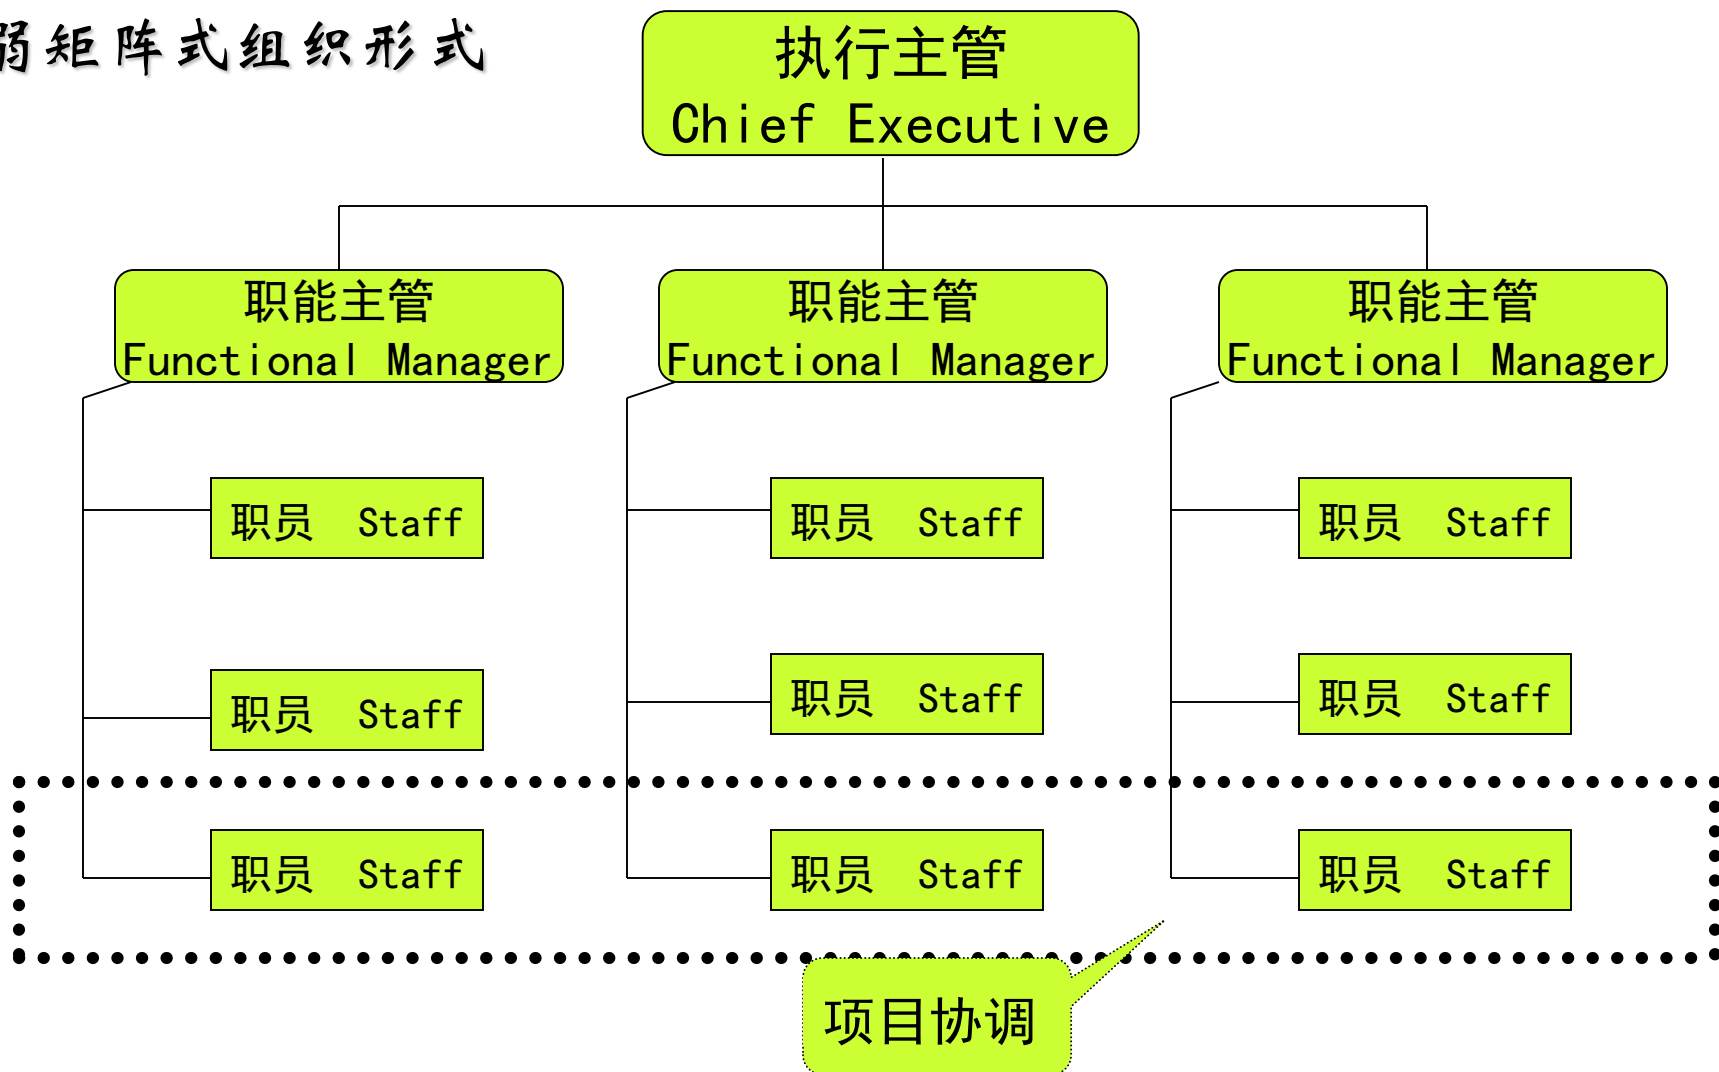 弱矩阵式组织形式
执行主管
Chief Executive
职能主管
Functional Manager
职能主管
Functional Manager
职能主管
Functional Manager
职员 Staff
职员 Staff
职员 Staff
职员 Staff
职员 Staff
职员 Staff
职员 Staff
职员 Staff
职员 Staff
项目协调